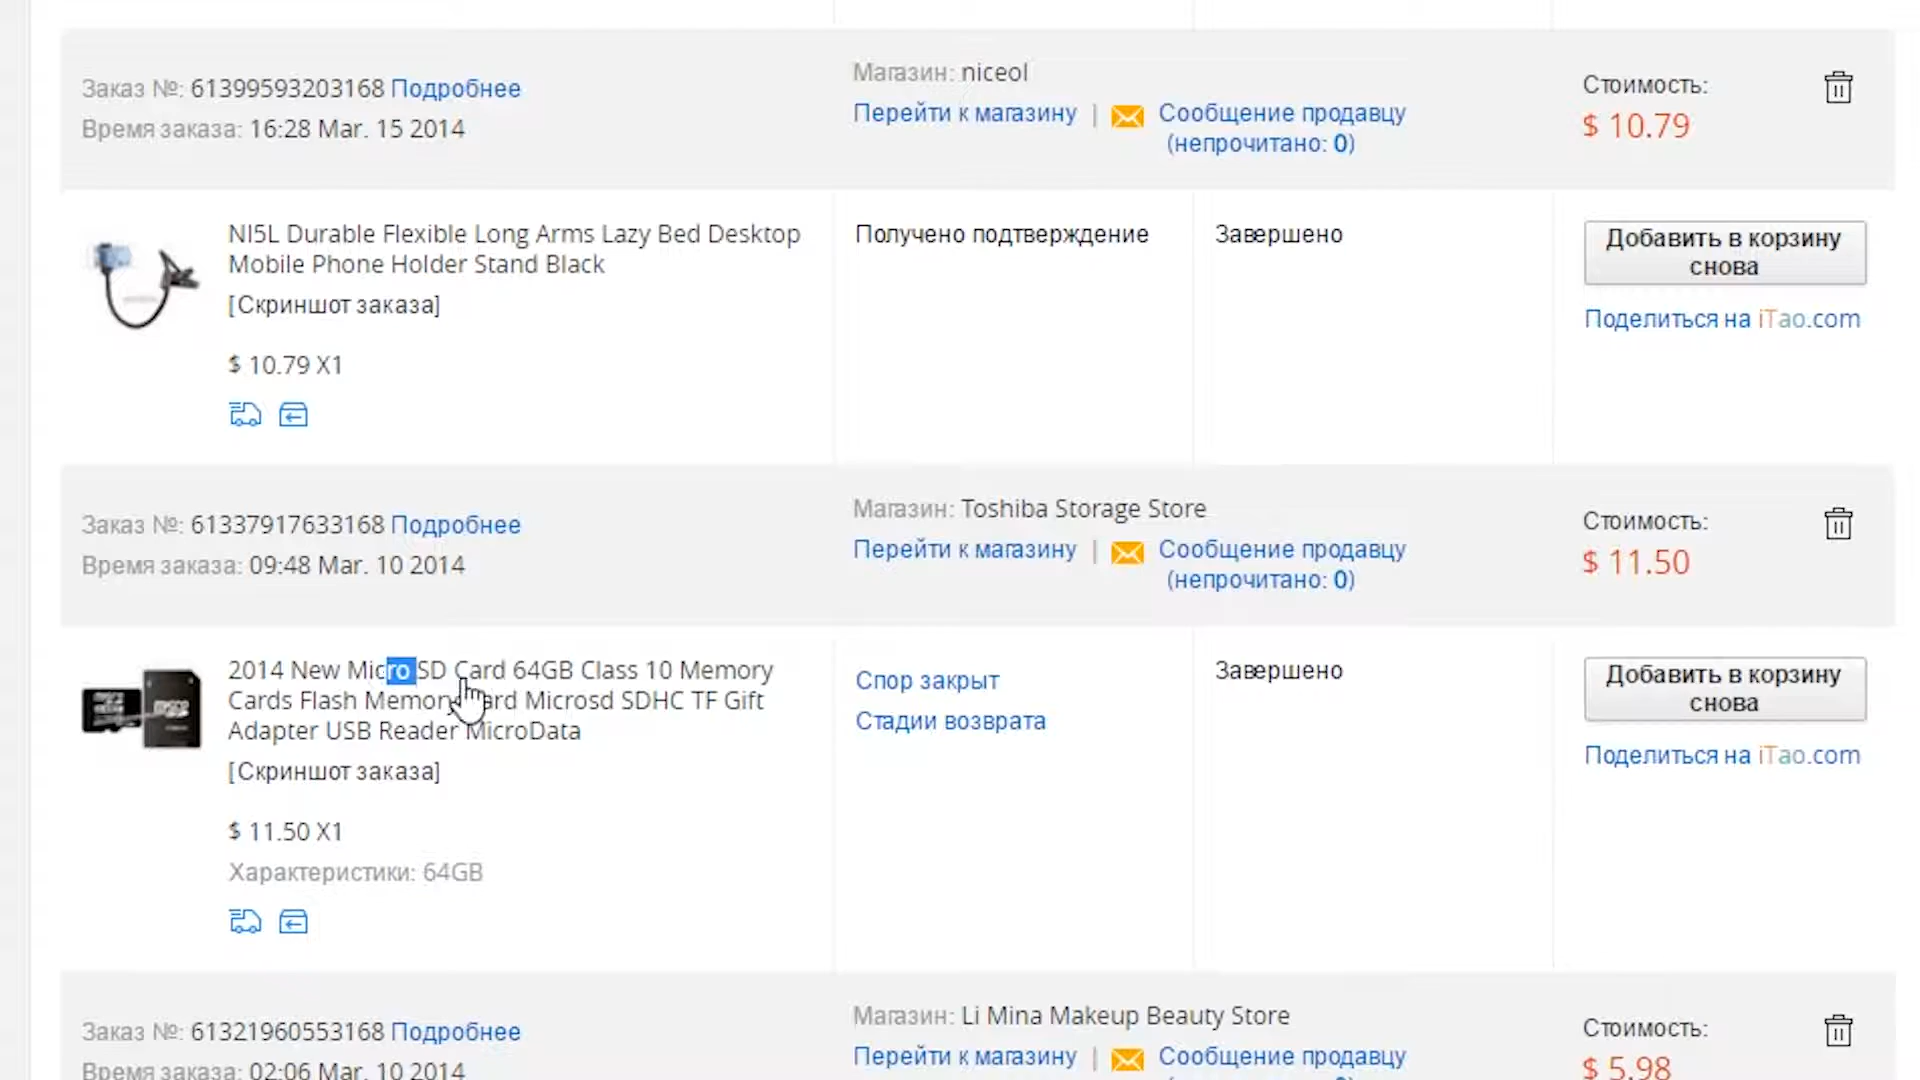 Заказ №: 61399593203168 Подробнее
Время заказа: 16:28 Mar. 15 2014
Магазин: niceol
Перейти к магазину | Сообщение продавцу
(непрочитано: 0)
Стоимость:
$ 10.79
NI5L Durable Flexible Long Arms Lazy Bed Desktop
Mobile Phone Holder Stand Black
[Скриншот заказа]
$ 10.79 X1
Получено подтверждение
Завершено
Добавить в корзину
снова
Поделиться на iTao.com
Заказ №: 61337917633168 Подробнее
Время заказа: 09:48 Mar. 10 2014
Магазин: Toshiba Storage Store
Перейти к магазину | Сообщение продавцу
(непрочитано: 0)
Стоимость:
$ 11.50
2014 New Micro SD Card 64GB Class 10 Memory
Cards Flash Memory Card Microsd SDHC TF Gift
Adapter USB Reader MicroData
[Скриншот заказа]
$ 11.50 X1
Характеристики: 64GB
Спор закрыт
Стадии возврата
Завершено
Добавить в корзину
снова
Поделиться на iTao.com
Заказ №: 61321960553168 Подробнее
Время заказа: 02:06 Mar. 10 2014
Магазин: Li Mina Makeup Beauty Store
Перейти к магазину | Сообщение продавцу
Стоимость:
$ 5.98